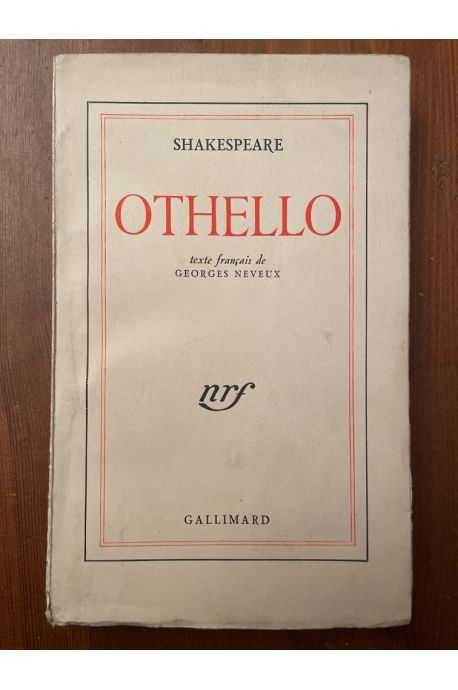 SHAKESPEARE
OTHELLO
texte français de
GEORGES NEVEUX
nrf
GALLIMARD